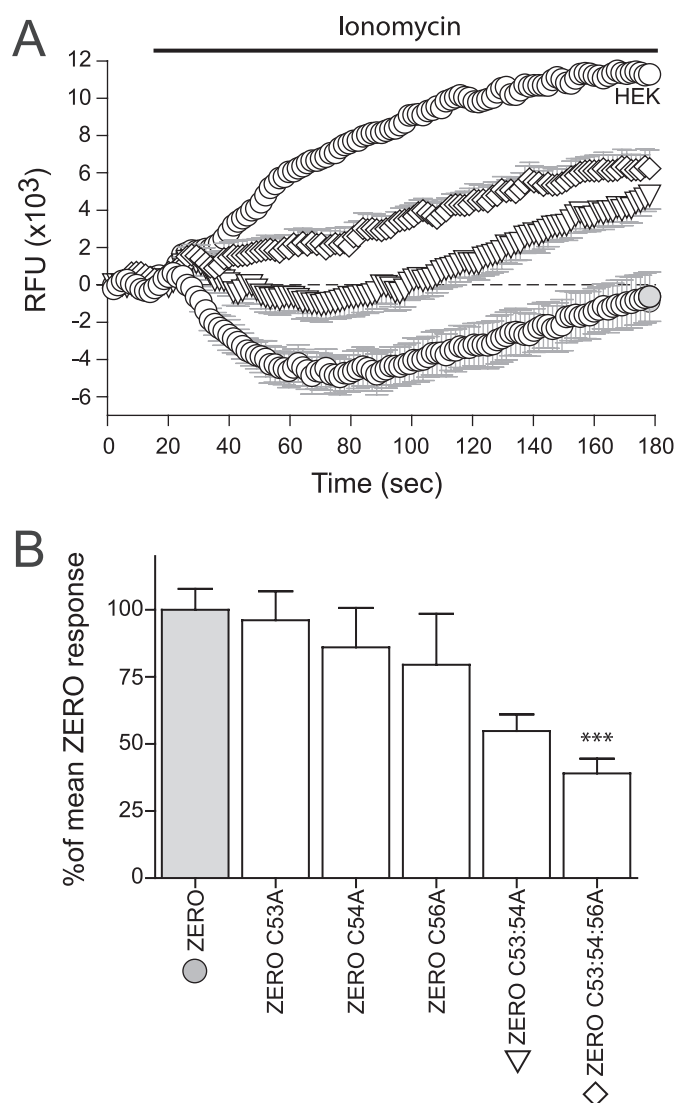 A
Ionomycin
RFU (x10³)
12
10
8
6
4
2
0
-2
-4
-6
HEK
0 20 40 60 80 100 120 140 160 180
Time (sec)
B
%of mean ZERO response
100
75
50
25
0
***
ZERO
ZERO C53A
ZERO C54A
ZERO C56A
ZERO C53:54A
ZERO C53:54:56A